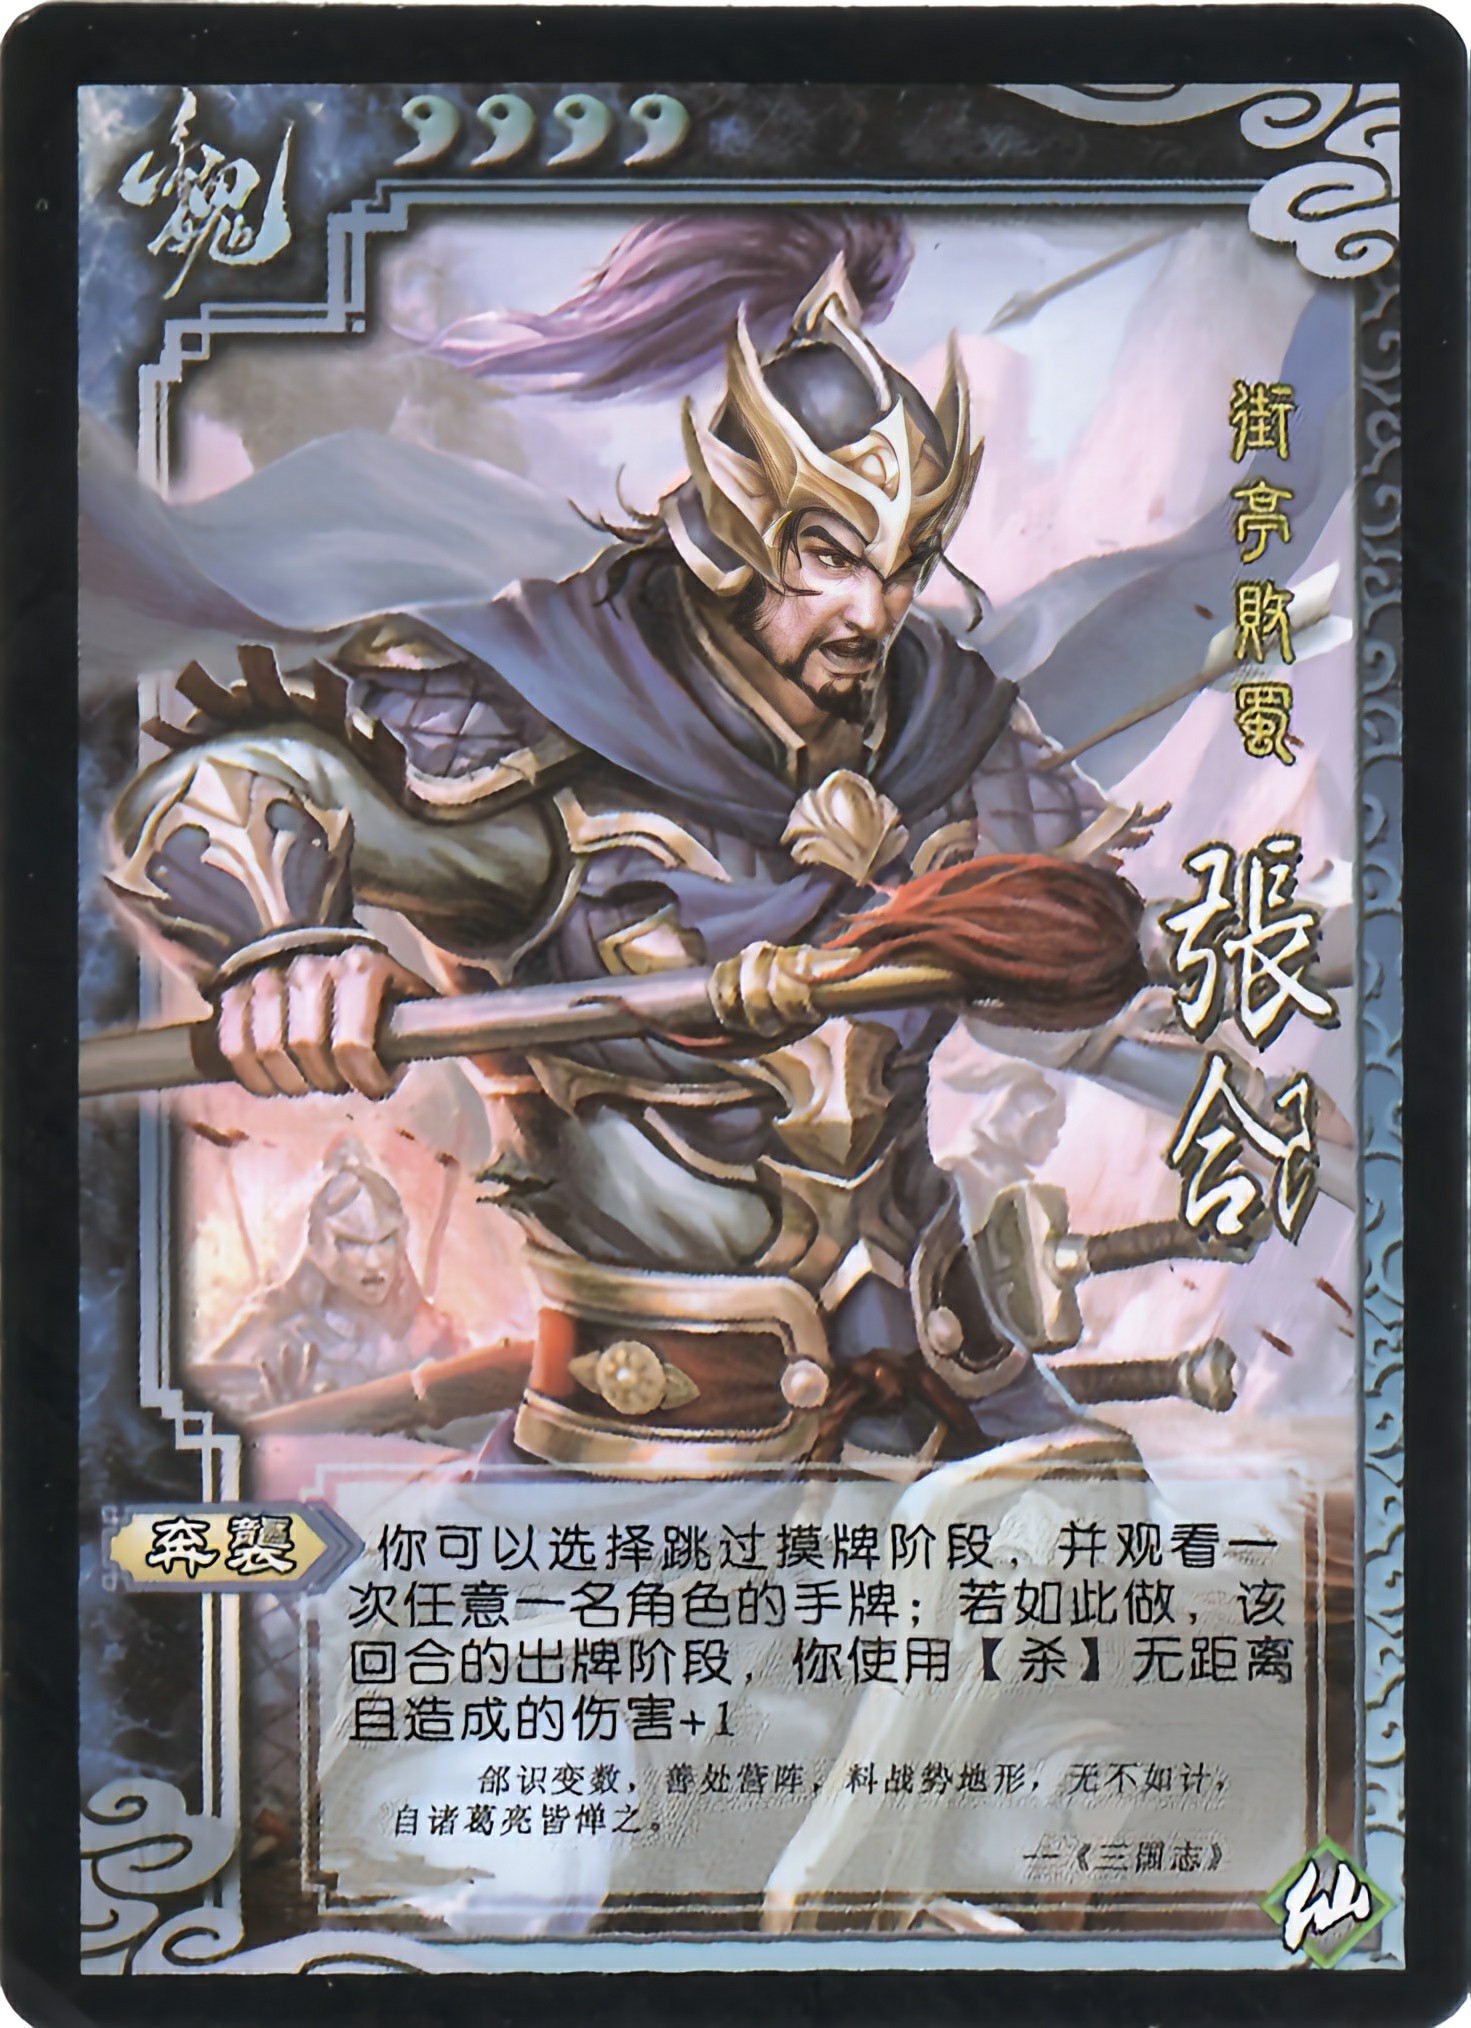 魏
街亭敗蜀
張郃
奔襲
你可以选择跳过摸牌阶段，并观看一
次任意一名角色的手牌；若如此做，该
回合的出牌阶段，你使用【杀】无距离
且造成的伤害+1
郃识变数，善处营阵，料战势地形，无不如计，
自诸葛亮皆惮之。
—《三国志》
仙